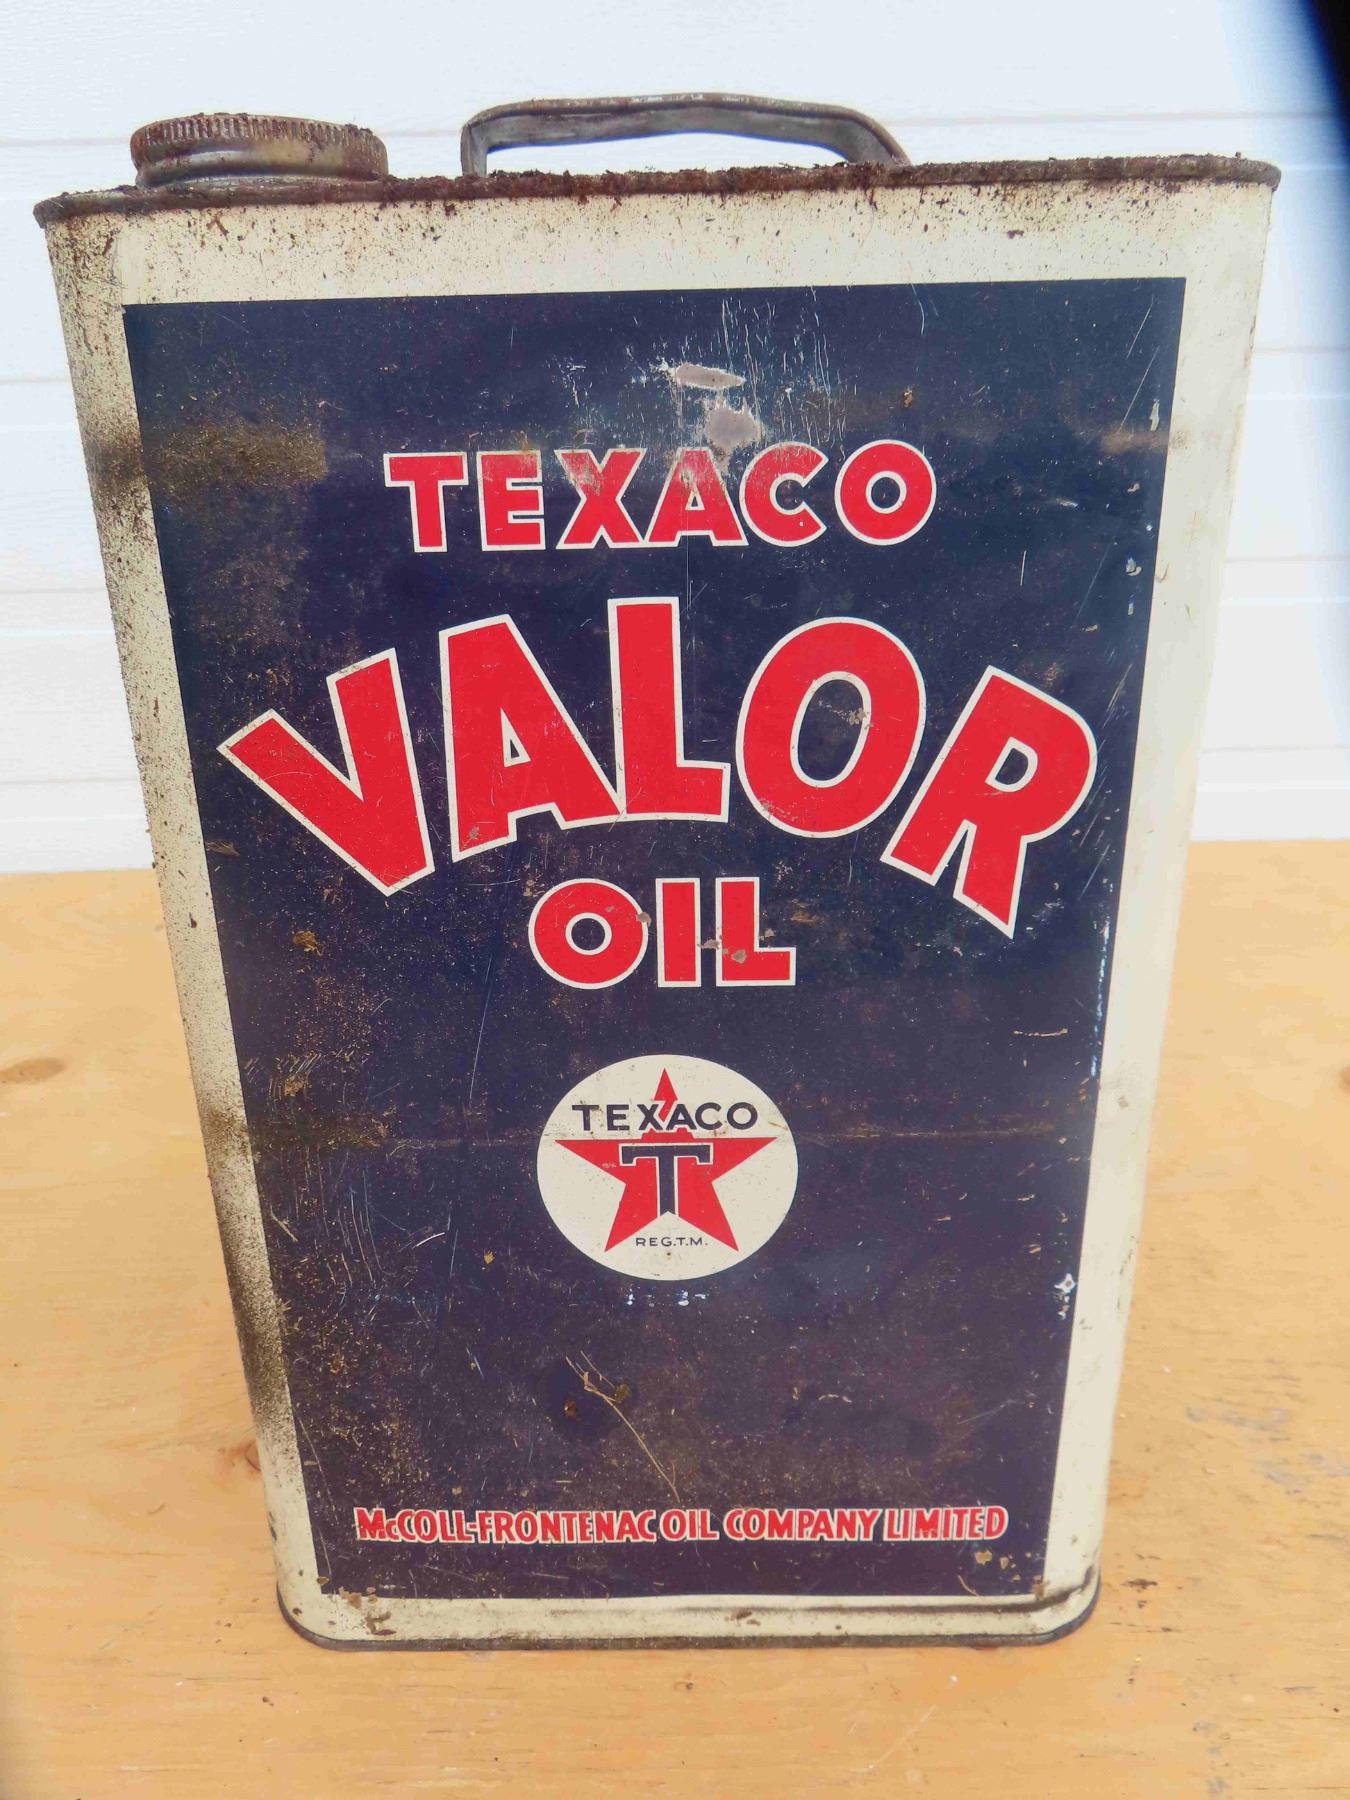 TEXACO
VALOR
OIL
TEXACO
T
REG.T.M.
McCOLL-FRONTENAC OIL COMPANY LIMITED